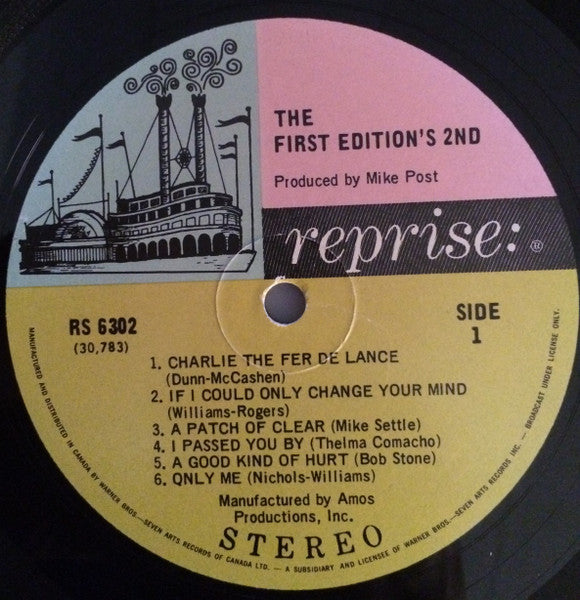 THE
FIRST EDITION'S 2ND
Produced by Mike Post
reprise: ®
RS 6302
(30,783)
SIDE
1
1. CHARLIE THE FER DE LANCE
(Dunn-McCashen)
2. IF I COULD ONLY CHANGE YOUR MIND
(Williams-Rogers)
3. A PATCH OF CLEAR (Mike Settle)
4. I PASSED YOU BY (Thelma Comacho)
5. A GOOD KIND OF HURT (Bob Stone)
6. ONLY ME (Nichols-Williams)
Manufactured by Amos
Productions, Inc.
STEREO
MANUFACTURED AND DISTRIBUTED IN CANADA BY WARNER BROS.—SEVEN ARTS RECORDS OF CANADA LTD. — A SUBSIDIARY AND LICENSEE OF WARNER BROS.—SEVEN ARTS RECORDS INC. — BROADCAST UNDER LICENSE ONLY.